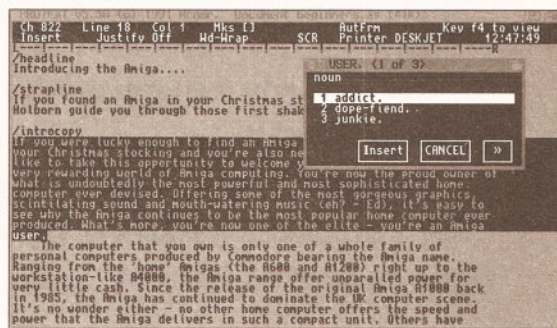 Ch 822 Line 18 Col 1 Mks [] AutFrm Key f4 to view
Insert Justify Off Wd-Wrap SCR Printer DESKJET 12:47:49
/headline
Introducing the Amiga....
/strapline
If you found an Amiga in your Christmas st
Holborn guide you through those first shak
/introcopy
If you were lucky enough to find an Amiga
your Christmas stocking and you're also ne
like to take this opportunity to welcome y
very rewarding world of Amiga computing. You're now the proud owner of
what is undoubtedly the most powerful and most sophisticated home
computer ever devised. Offering some of the most gorgeous graphics,
scintilating sound and mouth-watering music (eh? - Ed), it's easy to
see why the Amiga continues to be the most popular home computer ever
produced. What's more, you're now one of the elite - you're an Amiga
user.
The computer that you own is only one of a whole family of
personal computers produced by Commodore bearing the Amiga name.
Ranging from the 'home' Amigas (the A600 and A1200) right up to the
workstation-like A4000, the Amiga range offer unparalled power for
very little cash. Since the release of the original Amiga A1000 back
in 1985, the Amiga has continued to dominate the UK computer scene.
It's no wonder either - no other home computer offers the speed and
power that the Amiga delivers in such a compact unit. Others have
USER. (1 of 3)
noun
1 addict.
2 dope-fiend.
3 junkie.
Insert CANCEL »